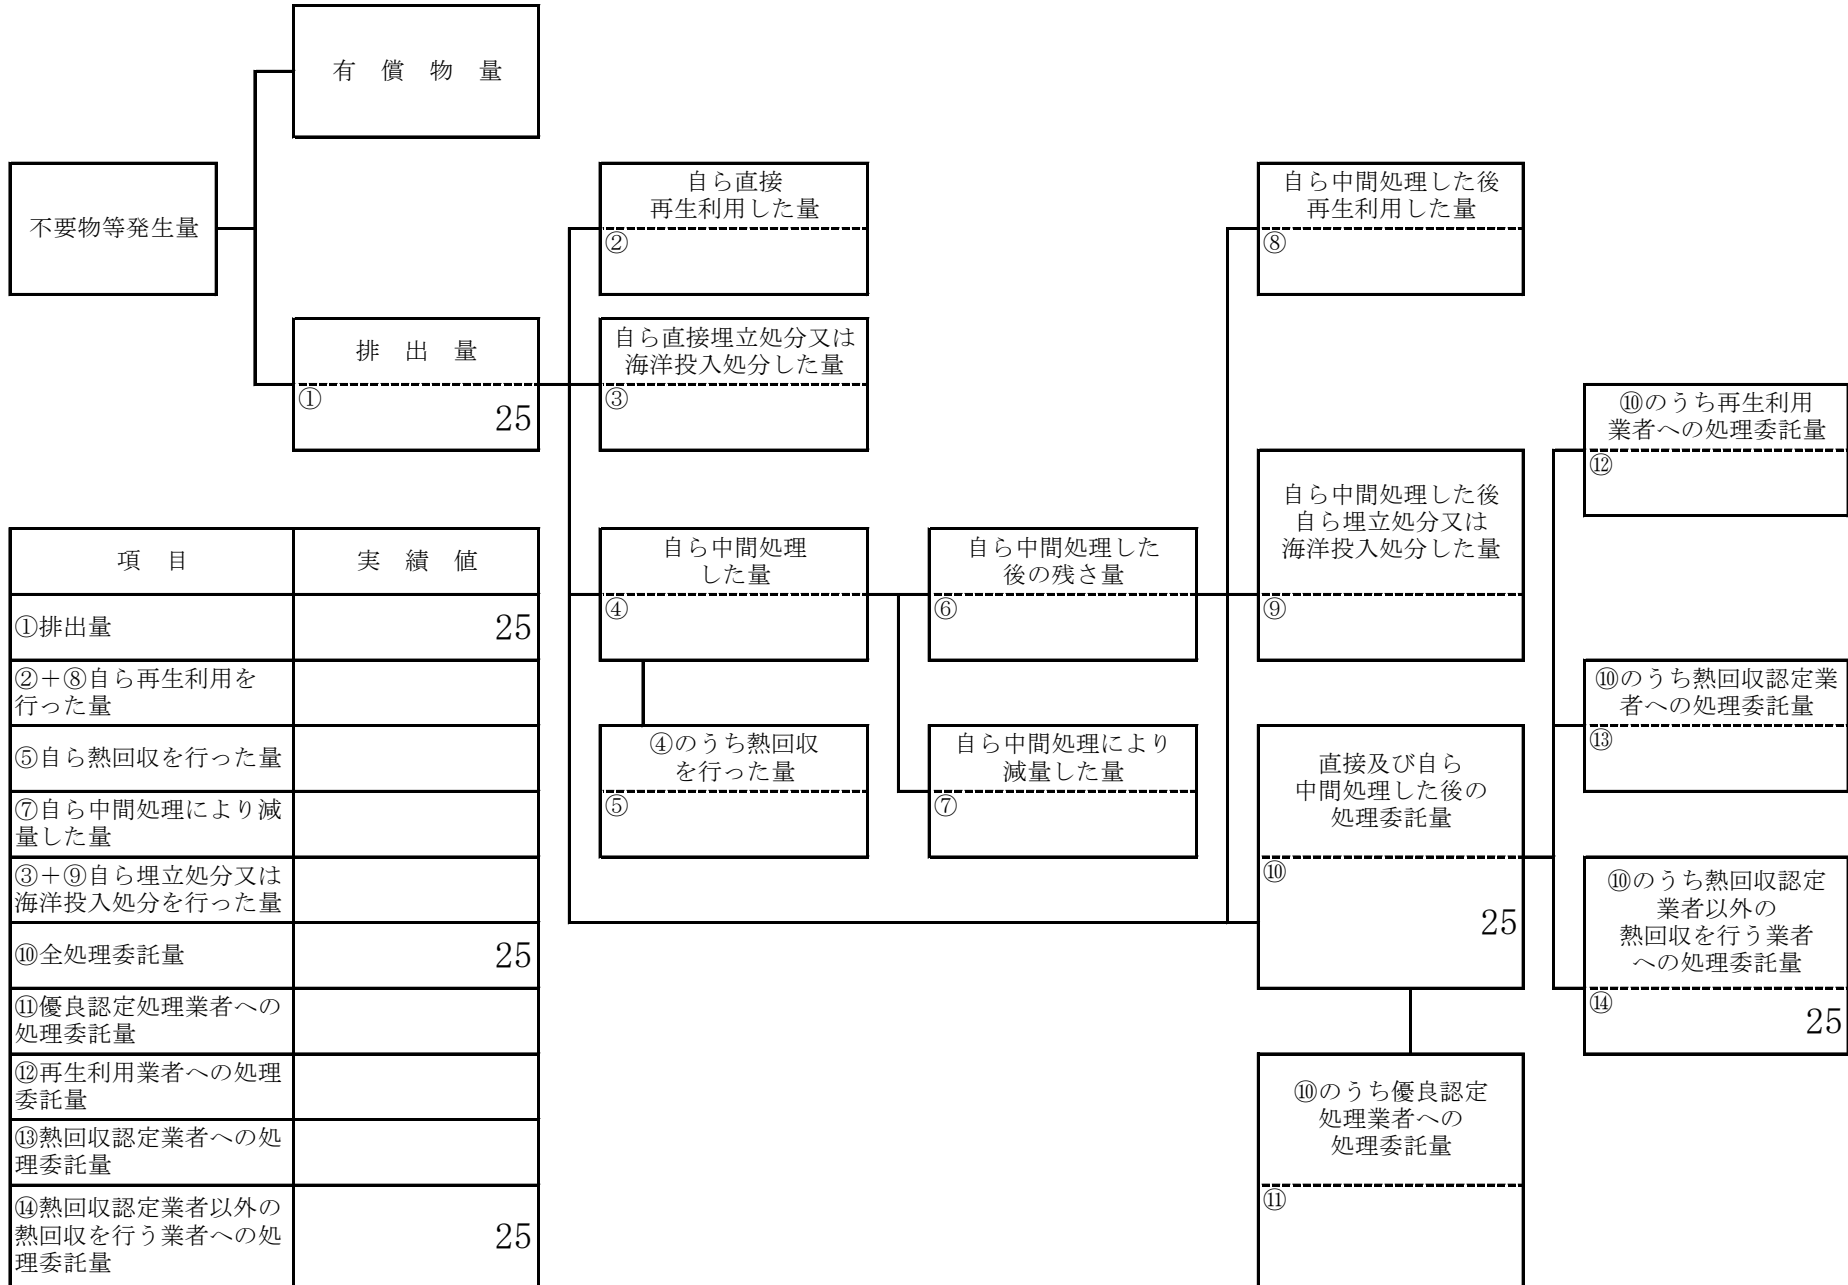 有　償　物　量
不要物等発生量
自ら直接
再生利用した量
②
自ら中間処理した後
再生利用した量
⑧
排　出　量
①
25
自ら直接埋立処分又は
海洋投入処分した量
③
⑩のうち再生利用
業者への処理委託量
⑫
自ら中間処理した後
自ら埋立処分又は
海洋投入処分した量
⑨
自ら中間処理
した量
④
自ら中間処理した
後の残さ量
⑥
⑩のうち熱回収認定業
者への処理委託量
⑬
④のうち熱回収
を行った量
⑤
自ら中間処理により
減量した量
⑦
直接及び自ら
中間処理した後の
処理委託量
⑩
25
⑩のうち熱回収認定
業者以外の
熱回収を行う業者
への処理委託量
⑭
25
⑩のうち優良認定
処理業者への
処理委託量
⑪
項　目
実　績　値
①排出量
25
②＋⑧自ら再生利用を
行った量
⑤自ら熱回収を行った量
⑦自ら中間処理により減
量した量
③＋⑨自ら埋立処分又は
海洋投入処分を行った量
⑩全処理委託量
25
⑪優良認定処理業者への
処理委託量
⑫再生利用業者への処理
委託量
⑬熱回収認定業者への処
理委託量
⑭熱回収認定業者以外の
熱回収を行う業者への処
理委託量
25